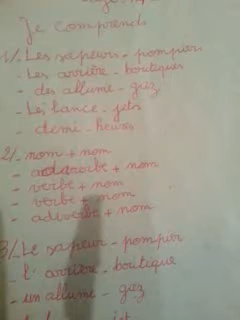 Je comprends
1/- Les sapeurs - pompiers
- Les arrière - boutiques
- des allume - gaz
- Les lance - jets
- demi - heures
2/- nom + nom
- adverbe + nom
- verbe + nom
- verbe + nom
- adverbe + nom
3/- Le sapeur - pompier
- l'arrière - boutique
- un allume - gaz